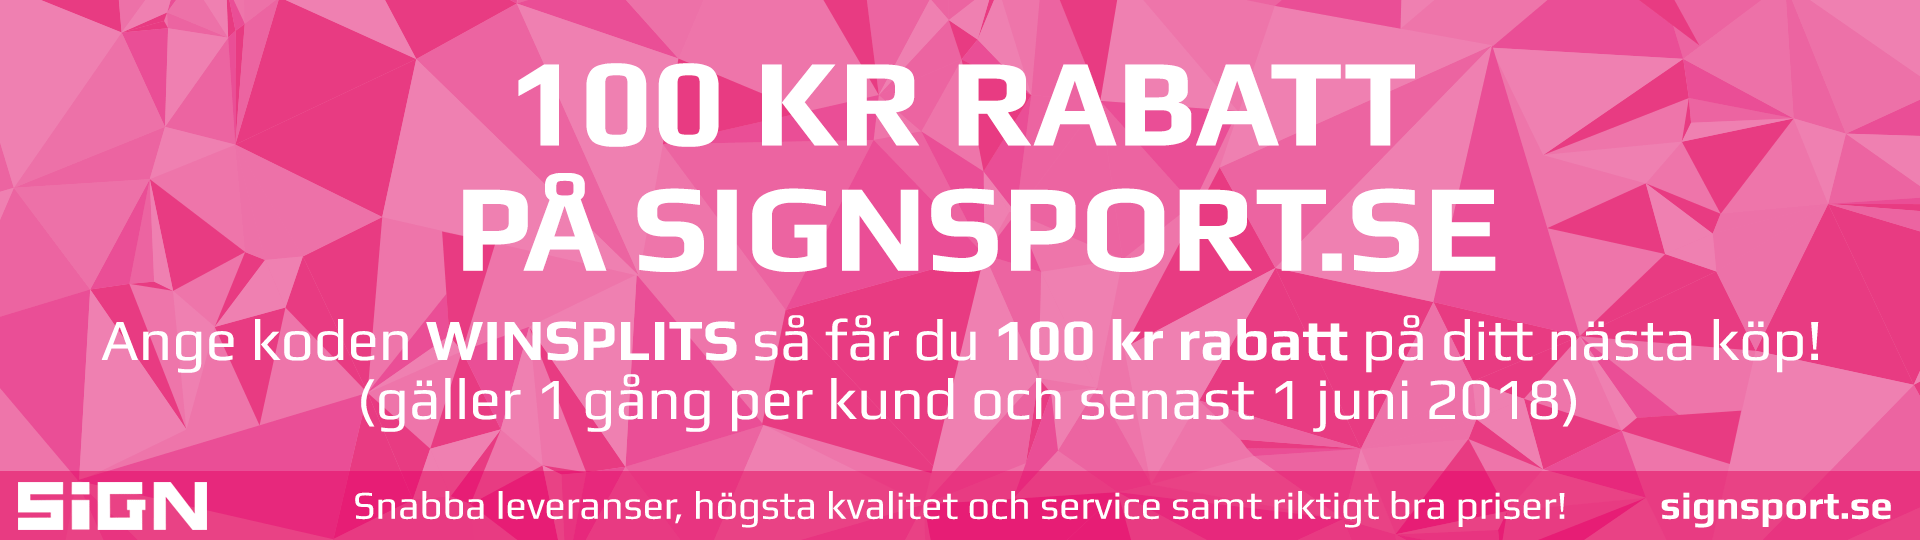 100 KR RABATT
PÅ SIGNSPORT.SE
Ange koden WINSPLITS så får du 100 kr rabatt på ditt nästa köp!
(gäller 1 gång per kund och senast 1 juni 2018)
SiGN Snabba leveranser, högsta kvalitet och service samt riktigt bra priser! signsport.se